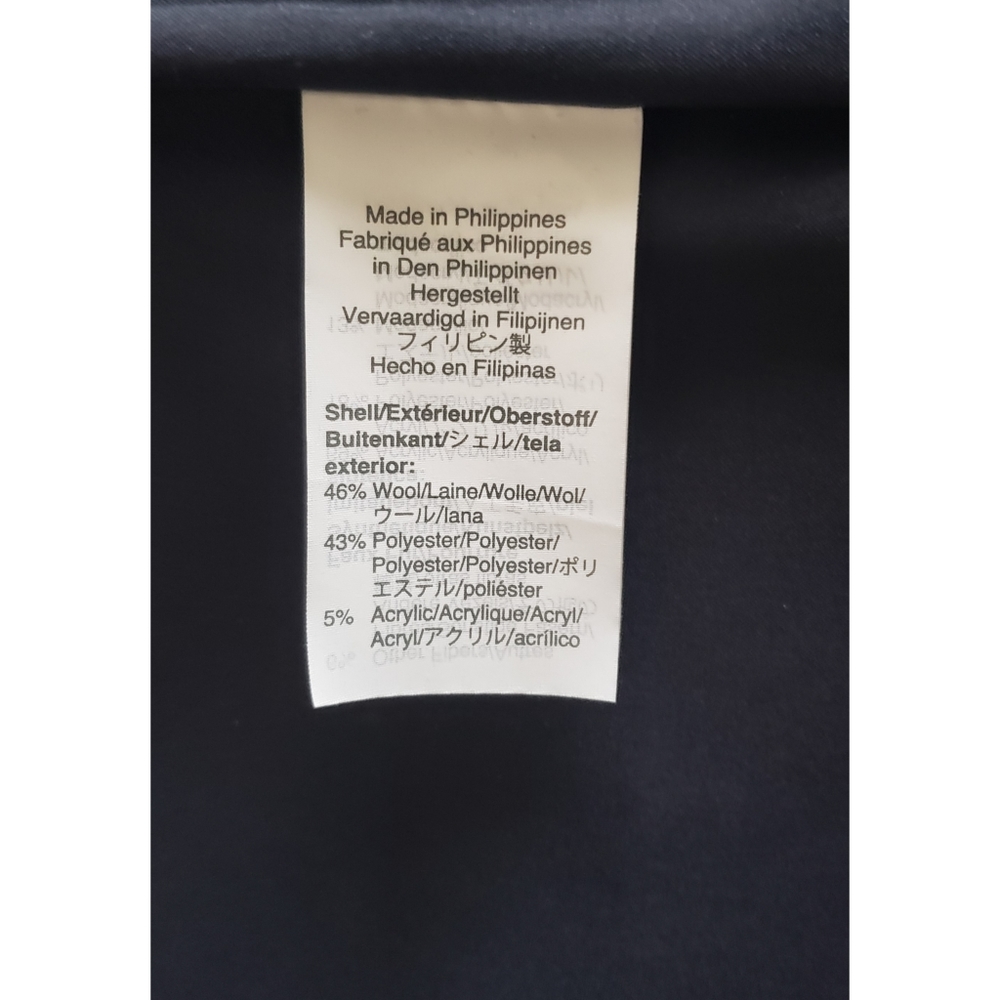 Made in Philippines
Fabriqué aux Philippines
in Den Philippinen
Hergestellt
Vervaardigd in Filipijnen
フィリピン製
Hecho en Filipinas
Shell/Extérieur/Oberstoff/
Buitenkant/シェル/tela
exterior:
46% Wool/Laine/Wolle/Wol/
ウール/lana
43% Polyester/Polyester/
Polyester/Polyester/ポリ
エステル/poliéster
5% Acrylic/Acrylique/Acryl/
Acryl/アクリル/acrílico